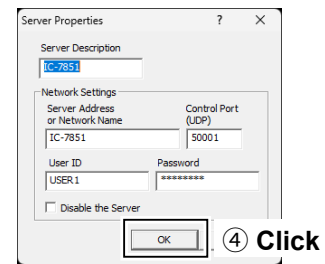 Server Properties ? ×
Server Description
IC-7851
Network Settings
Server Address
or Network Name
Control Port
(UDP)
IC-7851
50001
User ID
Password
USER1
********
Disable the Server
OK
④ Click